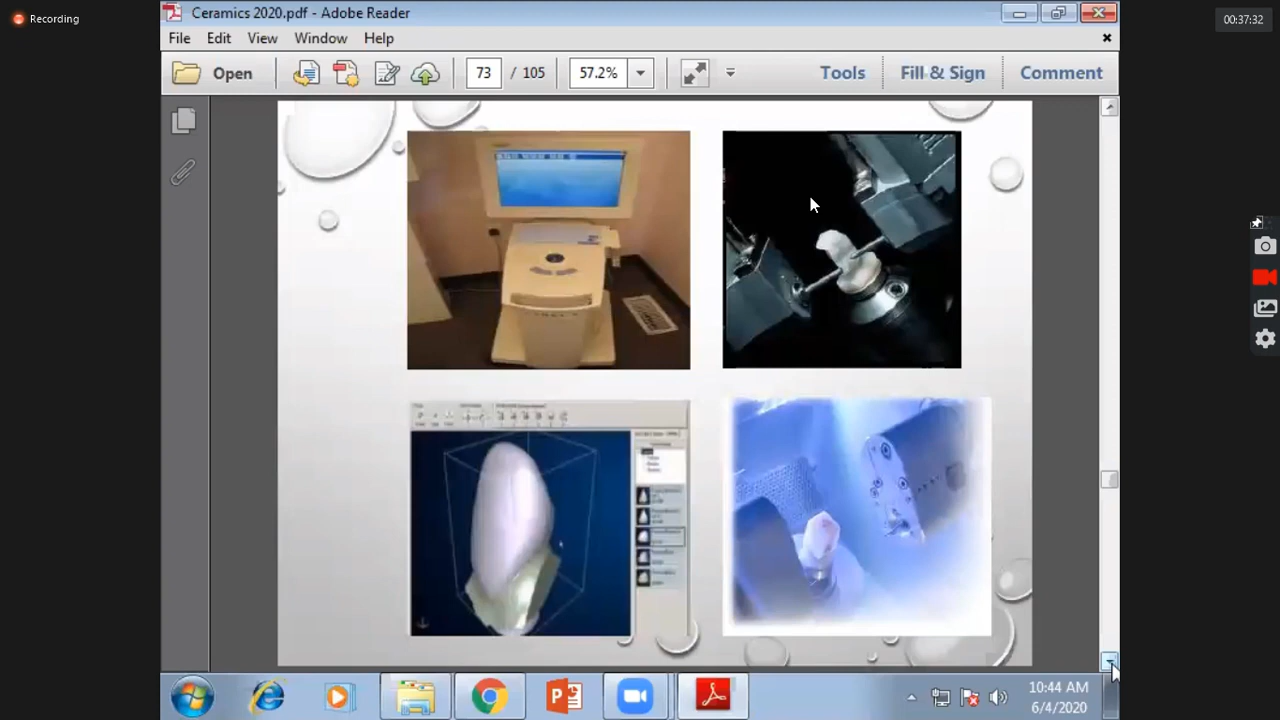 Recording
Ceramics 2020.pdf - Adobe Reader
00:37:32
File Edit View Window Help
Open
73 / 105
57.2%
Tools
Fill & Sign
Comment
10:44 AM
6/4/2020